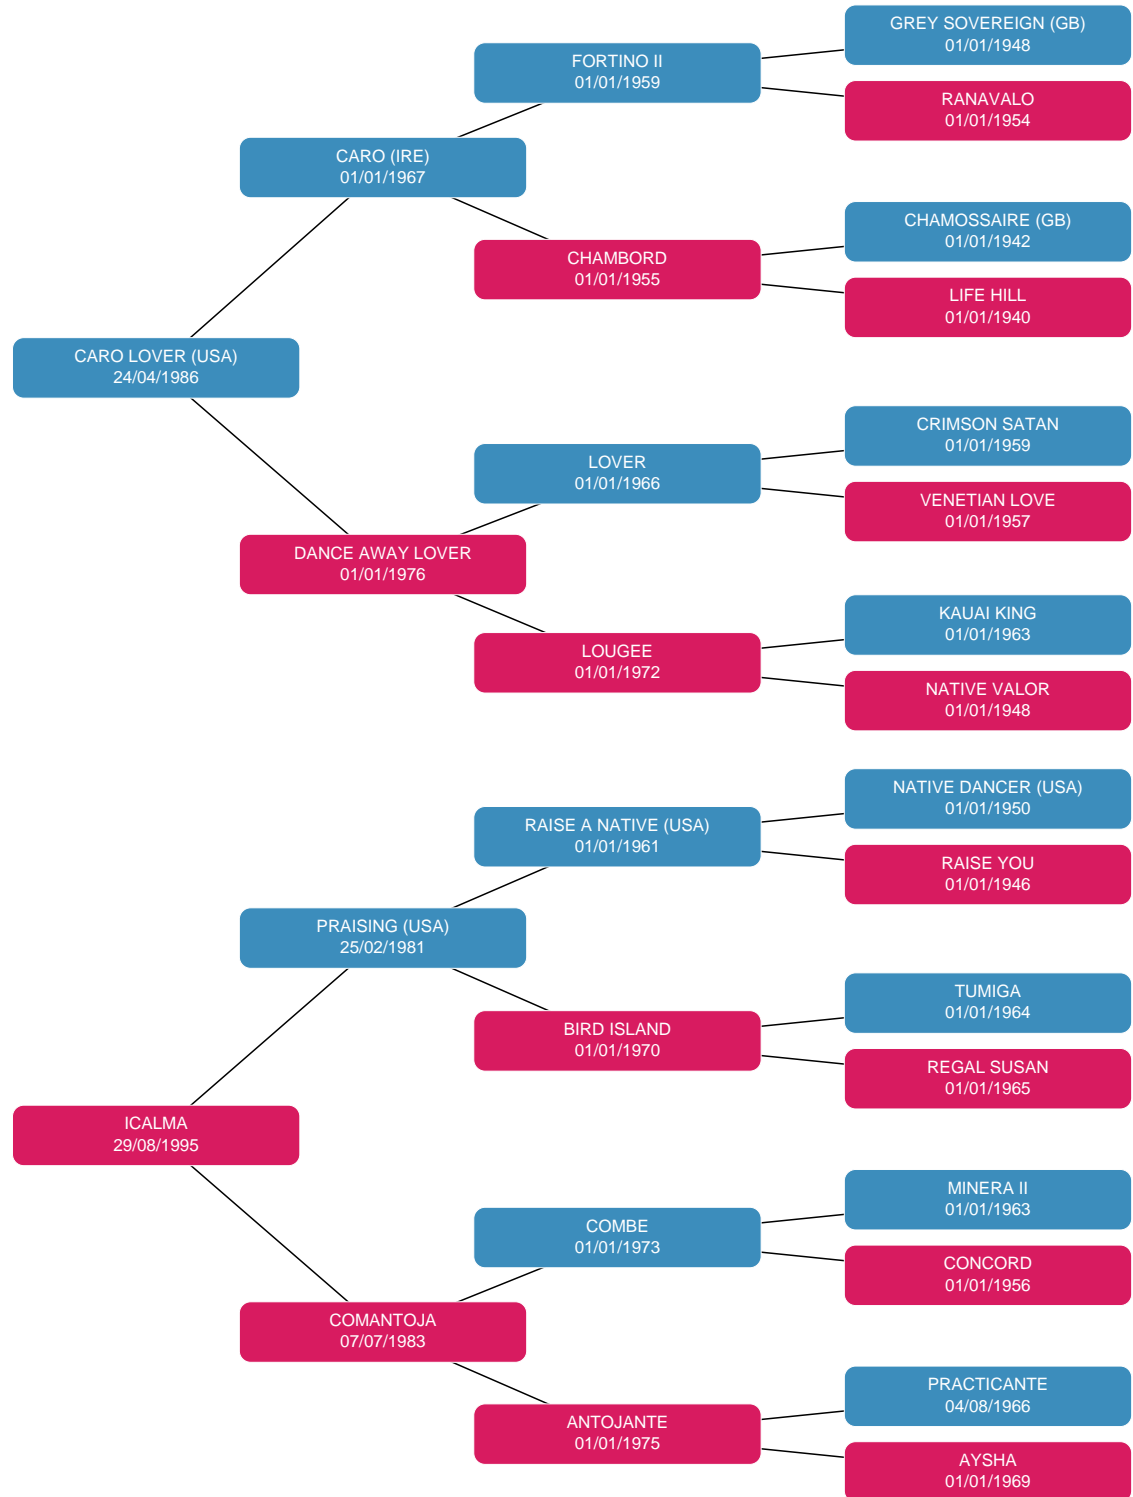 GREY SOVEREIGN (GB)
01/01/1948
FORTINO II
01/01/1959
RANAVALO
01/01/1954
CARO (IRE)
01/01/1967
CHAMOSSAIRE (GB)
01/01/1942
CHAMBORD
01/01/1955
LIFE HILL
01/01/1940
CARO LOVER (USA)
24/04/1986
CRIMSON SATAN
01/01/1959
LOVER
01/01/1966
VENETIAN LOVE
01/01/1957
DANCE AWAY LOVER
01/01/1976
KAUAI KING
01/01/1963
LOUGEE
01/01/1972
NATIVE VALOR
01/01/1948
NATIVE DANCER (USA)
01/01/1950
RAISE A NATIVE (USA)
01/01/1961
RAISE YOU
01/01/1946
PRAISING (USA)
25/02/1981
TUMIGA
01/01/1964
BIRD ISLAND
01/01/1970
REGAL SUSAN
01/01/1965
ICALMA
29/08/1995
MINERA II
01/01/1963
COMBE
01/01/1973
CONCORD
01/01/1956
COMANTOJA
07/07/1983
PRACTICANTE
04/08/1966
ANTOJANTE
01/01/1975
AYSHA
01/01/1969